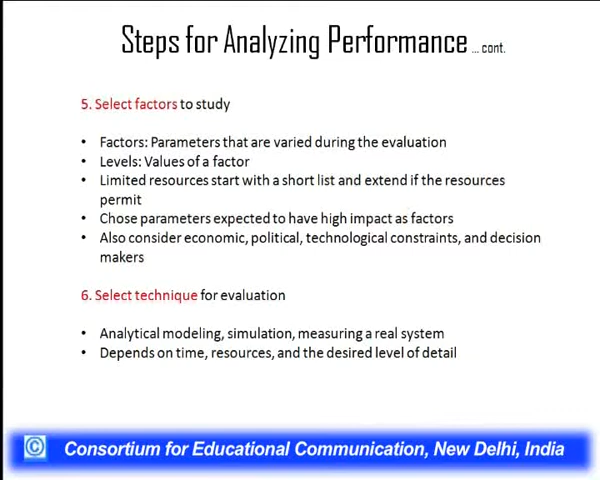 Steps for Analyzing Performance ... cont.
5. Select factors to study
• Factors: Parameters that are varied during the evaluation
• Levels: Values of a factor
• Limited resources start with a short list and extend if the resources
permit
• Chose parameters expected to have high impact as factors
• Also consider economic, political, technological constraints, and decision
makers
6. Select technique for evaluation
• Analytical modeling, simulation, measuring a real system
• Depends on time, resources, and the desired level of detail
© Consortium for Educational Communication, New Delhi, India